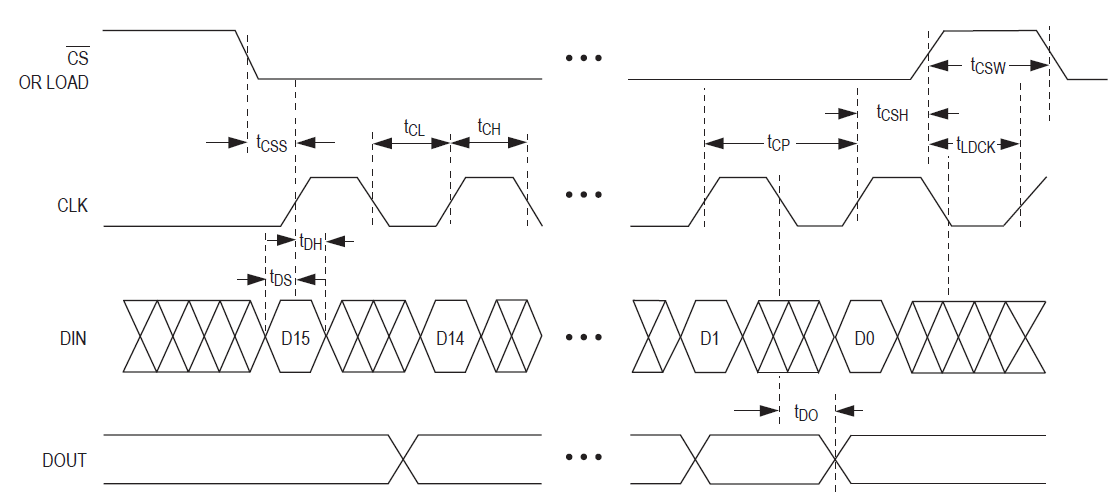 CS
OR LOAD
tCSW
tCSH
tCSS
tCL
tCH
tCP
tLDCK
CLK
tDH
tDS
DIN
D15
D14
D1
D0
tDO
DOUT